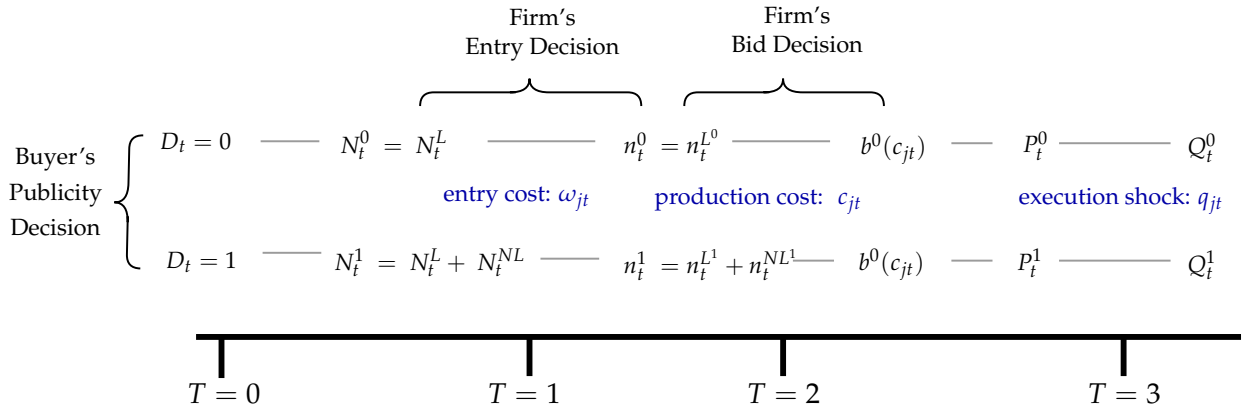 Firm's
Entry Decision
Firm's
Bid Decision
Buyer's
Publicity
Decision
D_t = 0 N_t^0 = N_t^L n_t^0 = n_t^{L^0} b^0(c_{jt}) P_t^0 Q_t^0
entry cost: ω_{jt} production cost: c_{jt} execution shock: q_{jt}
D_t = 1 N_t^1 = N_t^L + N_t^{NL} n_t^1 = n_t^{L^1} + n_t^{NL^1} b^0(c_{jt}) P_t^1 Q_t^1
T = 0 T = 1 T = 2 T = 3